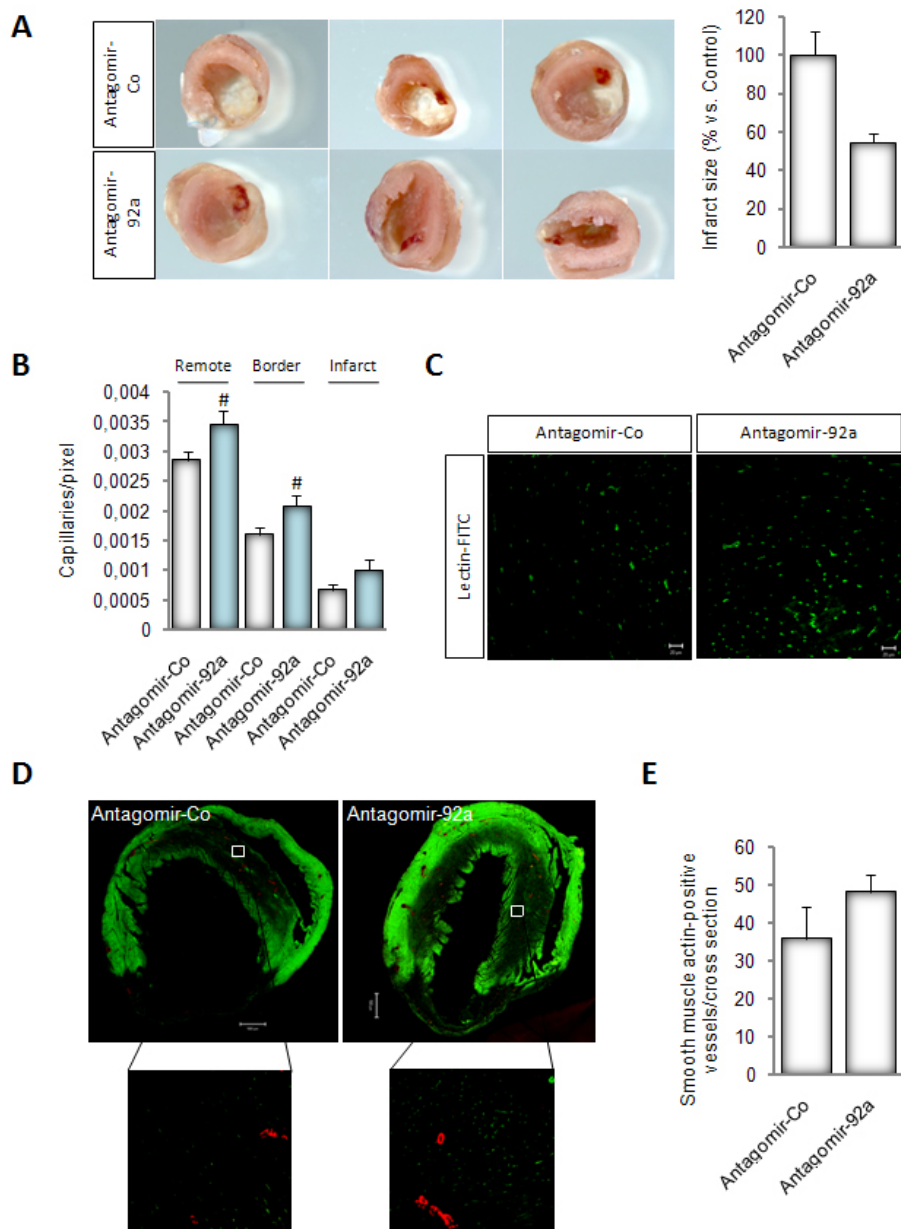 A
Antagomir-
Co
Antagomir-
92a
Infarct size (% vs. Control)
120
100
80
60
40
20
0
Antagomir-Co
Antagomir-92a
B
Remote
Border
Infarct
Capillaries/pixel
0,004
0,0035
0,003
0,0025
0,002
0,0015
0,001
0,0005
0
#
#
Antagomir-Co
Antagomir-92a
Antagomir-Co
Antagomir-92a
Antagomir-Co
Antagomir-92a
C
Antagomir-Co
Antagomir-92a
Lectin-FITC
20 µm
20 µm
D
Antagomir-Co
Antagomir-92a
E
Smooth muscle actin-positive
vessels/cross section
60
50
40
30
20
10
0
Antagomir-Co
Antagomir-92a